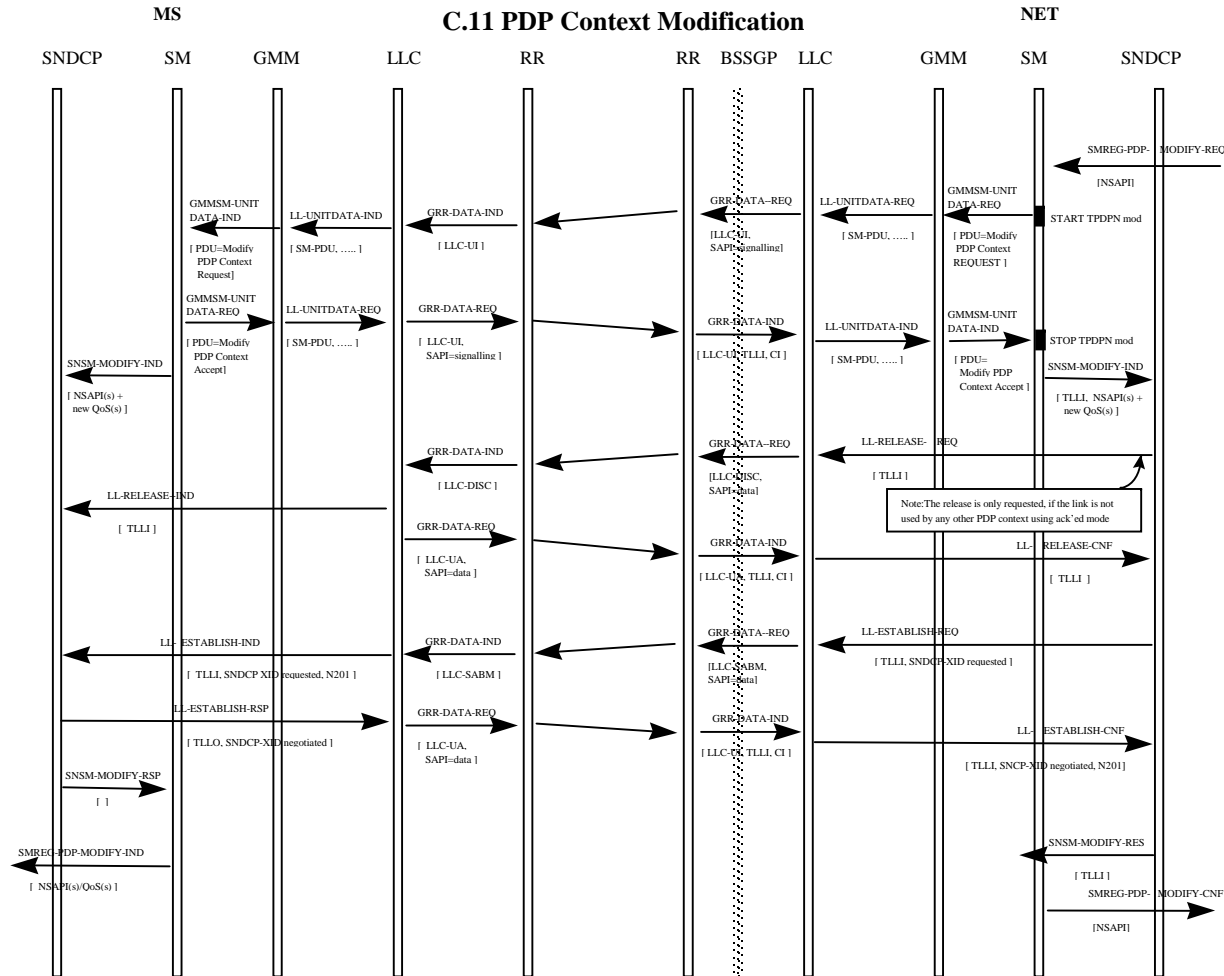 MS
C.11 PDP Context Modification
NET
SNDCP SM GMM LLC RR RR BSSGP LLC GMM SM SNDCP
SMREG-PDP- MODIFY-REQ
[NSAPI]
GMMSM-UNIT
DATA-IND
LL-UNITDATA-IND
GRR-DATA-IND
GRR-DATA--REQ
LL-UNITDATA-REQ
GMMSM-UNIT
DATA-REQ
START TPDPN mod
[ PDU=Modify
PDP Context
Request]
[ SM-PDU, ….. ]
[ LLC-UI ]
[LLC-UI,
SAPI=signalling]
[ SM-PDU, ….. ]
[ PDU=Modify
PDP Context
REQUEST ]
GMMSM-UNIT
DATA-REQ
LL-UNITDATA-REQ
GRR-DATA-REQ
GRR-DATA-IND
LL-UNITDATA-IND
GMMSM-UNIT
DATA-IND
STOP TPDPN mod
[PDU=Modify
PDP Context
Accept]
[SM-PDU, ….. ]
[ LLC-UI,
SAPI=signalling ]
[ LLC-UI, TLLI, CI ]
[ SM-PDU, ….. ]
[ PDU=
Modify PDP
Context Accept ]
SNSM-MODIFY-IND
[ NSAPI(s) +
new QoS(s) ]
SNSM-MODIFY-IND
[ TLLI, NSAPI(s) +
new QoS(s) ]
GRR-DATA-IND
GRR-DATA--REQ
LL-RELEASE- REQ
[ LLC-DISC ]
[LLC-DISC,
SAPI=data]
[ TLLI ]
LL-RELEASE--IND
[ TLLI ]
Note:The release is only requested, if the link is not
used by any other PDP context using ack'ed mode
GRR-DATA-REQ
GRR-DATA-IND
LL- RELEASE-CNF
[ LLC-UA,
SAPI=data ]
[ LLC-UA, TLLI, CI ]
[ TLLI ]
LL- ESTABLISH-IND
GRR-DATA-IND
GRR-DATA--REQ
LL-ESTABLISH-REQ
[ TLLI, SNDCP XID requested, N201 ]
[ LLC-SABM ]
[LLC-SABM,
SAPI=data]
[ TLLI, SNDCP-XID requested ]
LL-ESTABLISH-RSP
GRR-DATA-REQ
GRR-DATA-IND
LL- ESTABLISH-CNF
[ TLLO, SNDCP-XID negotiated ]
[ LLC-UA,
SAPI=data ]
[ LLC-UI, TLLI, CI ]
[ TLLI, SNCP-XID negotiated, N201]
SNSM-MODIFY-RSP
[ ]
SMREG-PDP-MODIFY-IND
[ NSAPI(s)/QoS(s) ]
SNSM-MODIFY-RES
[ TLLI ]
SMREG-PDP- MODIFY-CNF
[NSAPI]